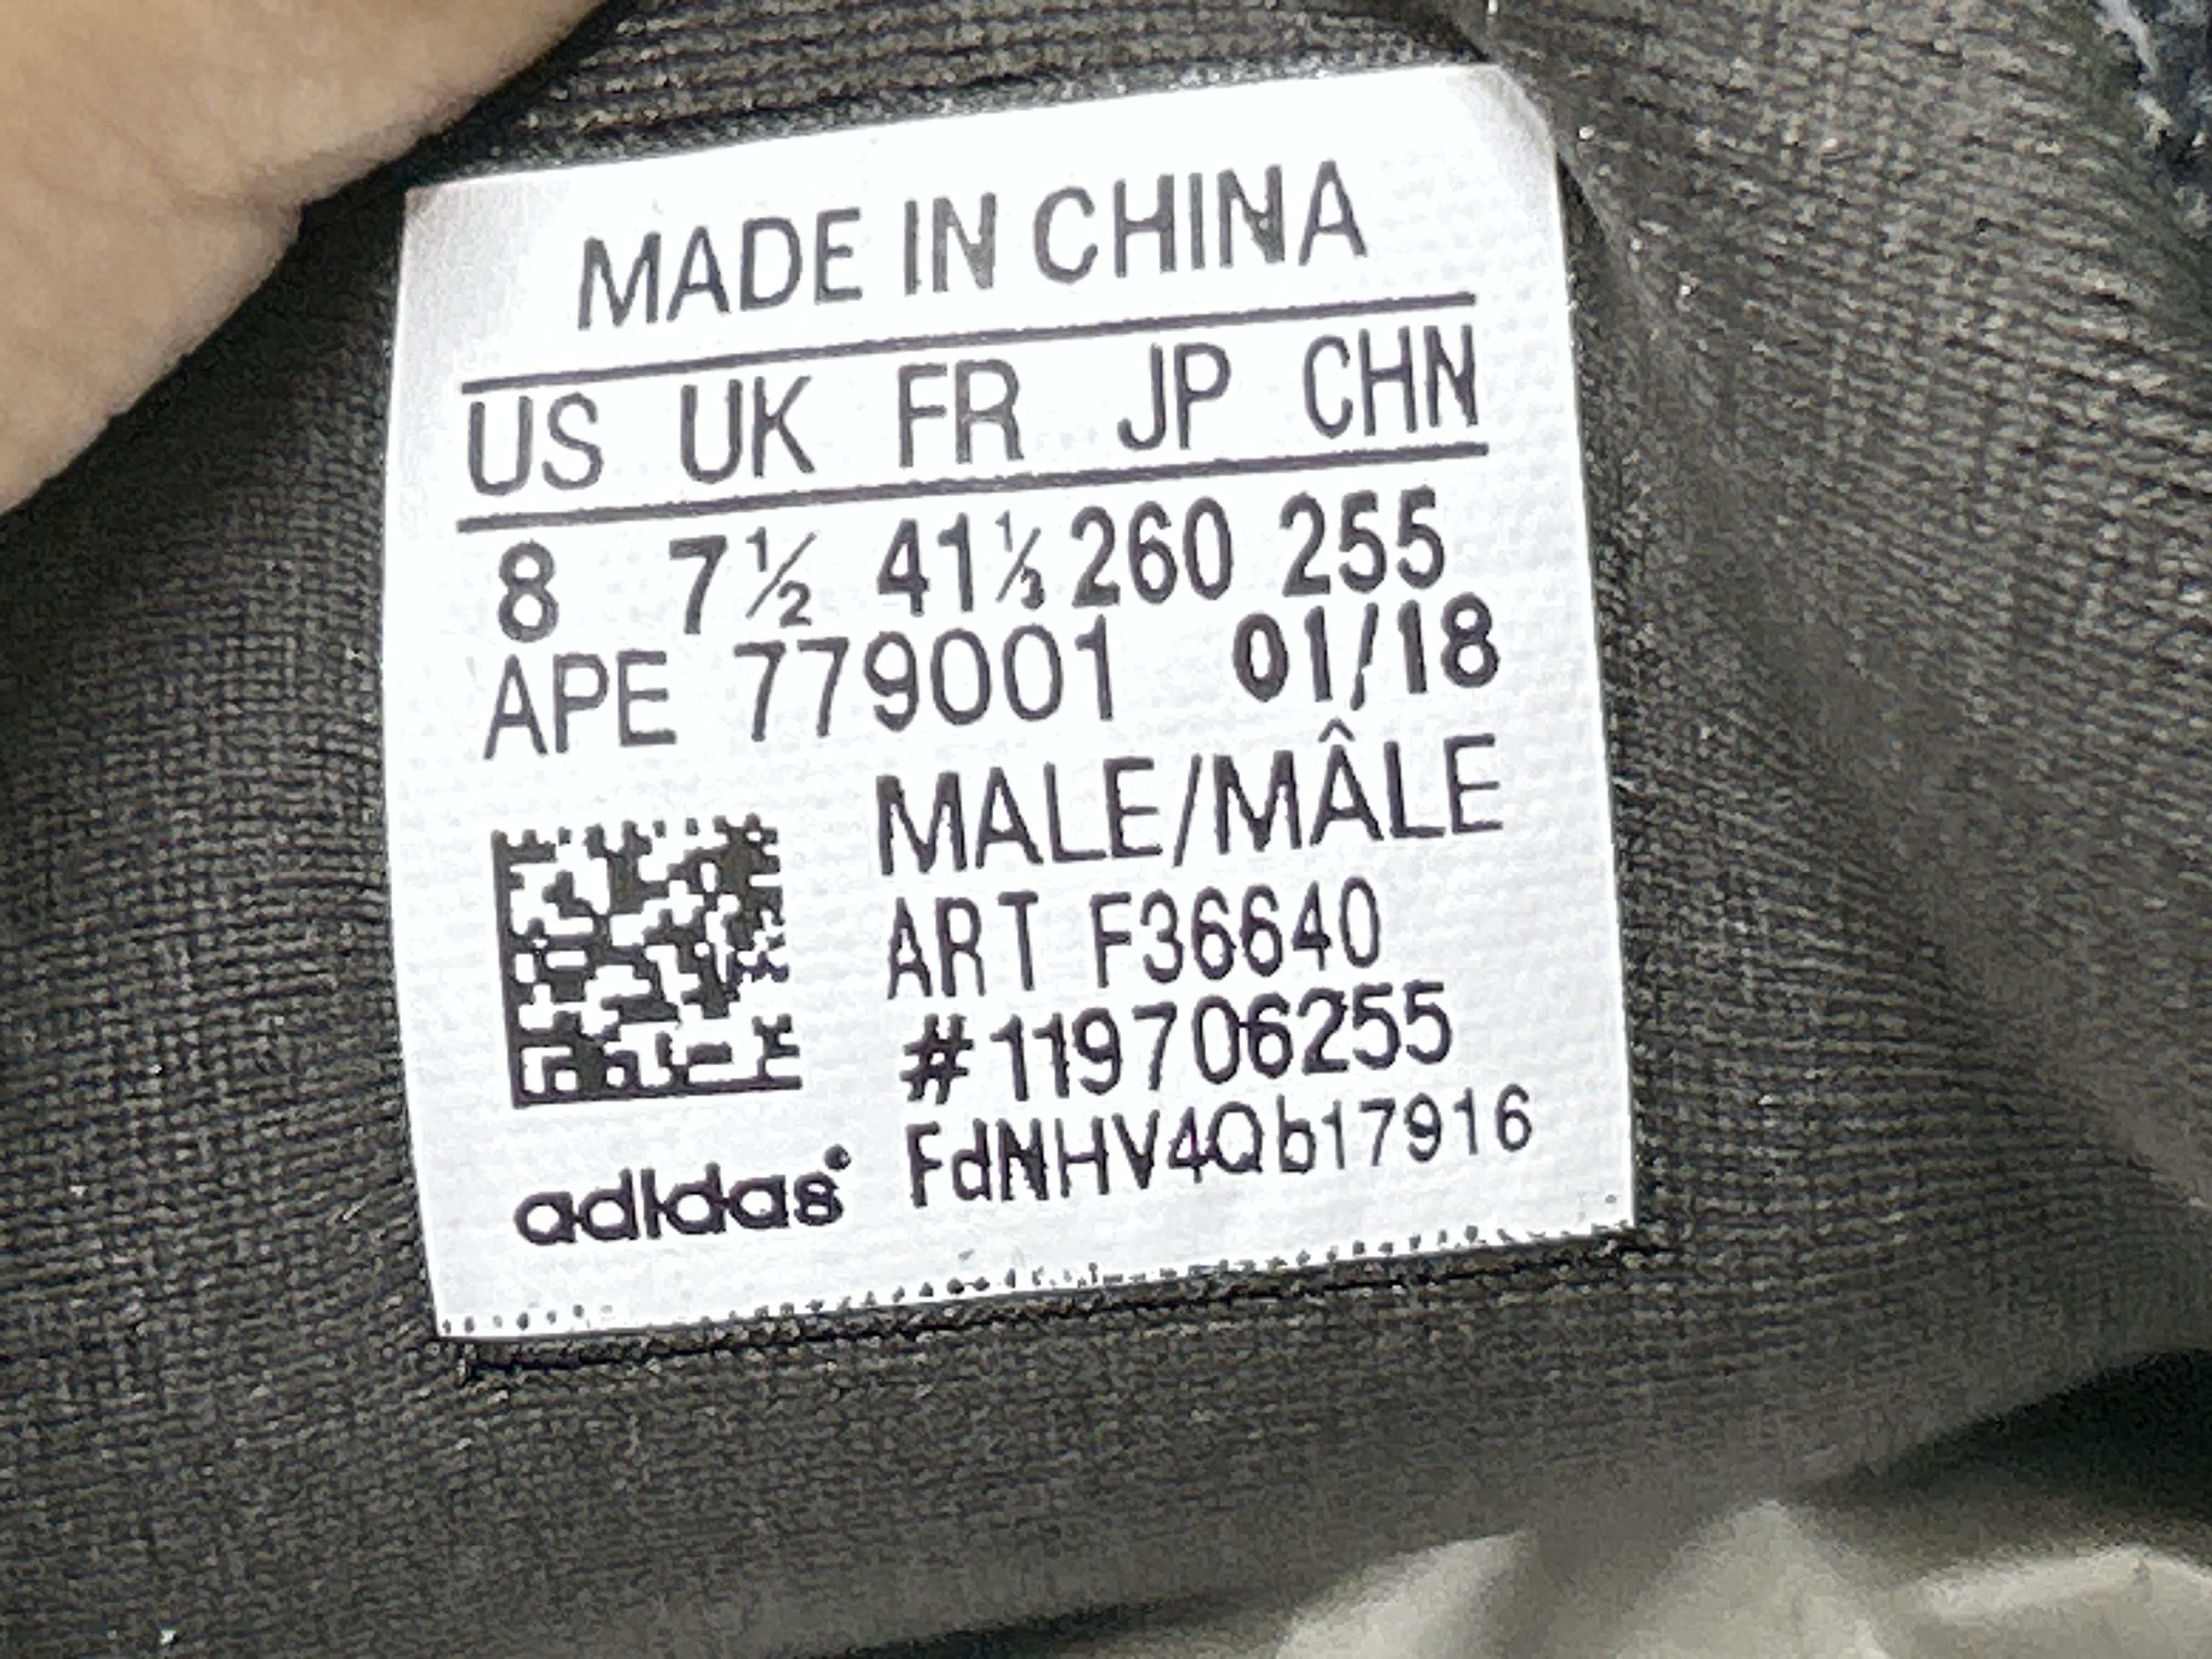 MADE IN CHINA
US UK FR JP CHN
8 7½ 41⅓ 260 255
APE 779001 01/18
MALE/MÂLE
ART F36640
#119706255
adidas FdNHV4Qb17916